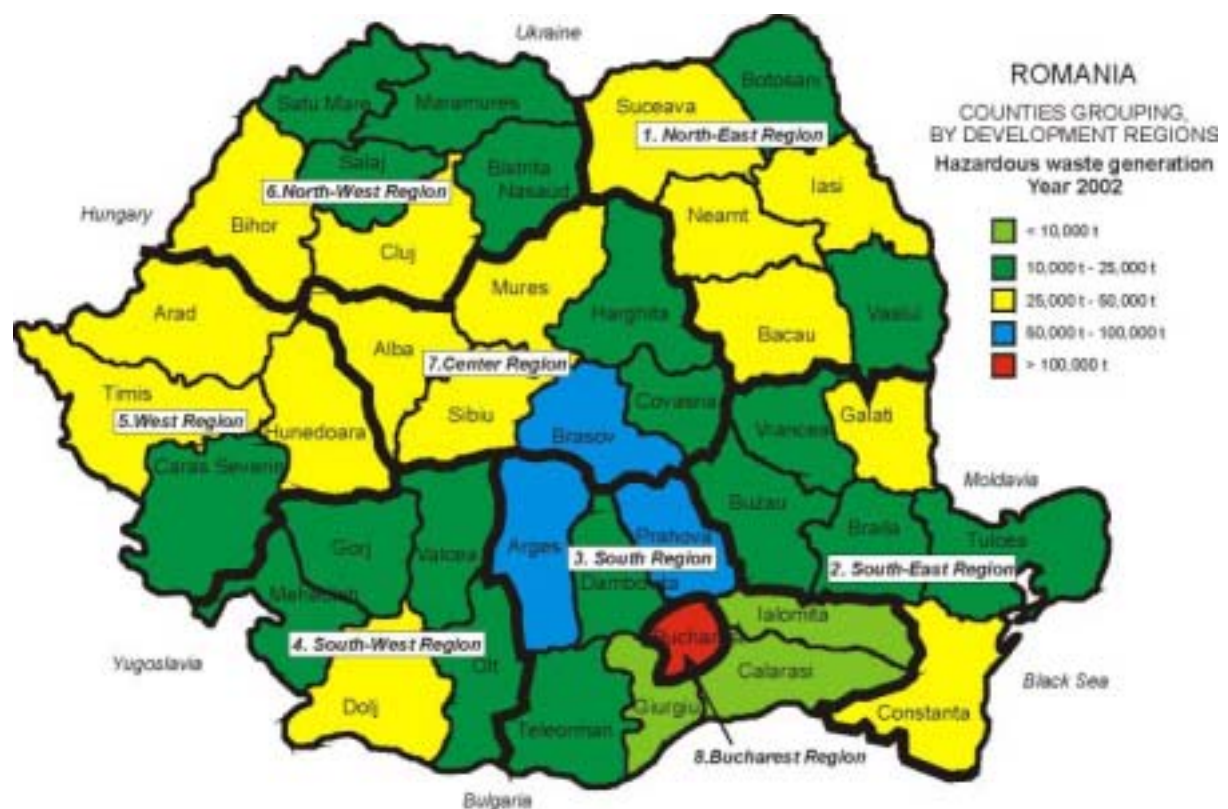 Ukraine
ROMANIA
COUNTIES GROUPING,
BY DEVELOPMENT REGIONS
Hazardous waste generation
Year 2002
< 10,000 t
10,000 t - 25,000 t
25,000 t - 50,000 t
50,000 t - 100,000 t
> 100.000 t
Botosani
Satu Mare
Maramures
Suceava
1. North-East Region
Salaj
Bistrita
Nasaud
6.North-West Region
Iasi
Hungary
Bihor
Neamt
Cluj
Mures
Arad
Harghita
Vaslui
Bacau
Alba
7.Center Region
Timis
5.West Region
Sibiu
Covasna
Galati
Hunedoara
Brasov
Vrancea
Caras Severin
Moldavia
Buzau
Braila
Tulcea
Gorj
Valcea
Arges
Prahova
3. South Region
2. South-East Region
Mehedinti
Dambovita
Ialomita
4. South-West Region
Yugoslavia
Olt
Calarasi
Black Sea
Dolj
Giurgiu
Constanta
Teleorman
8.Bucharest Region
Bulgaria